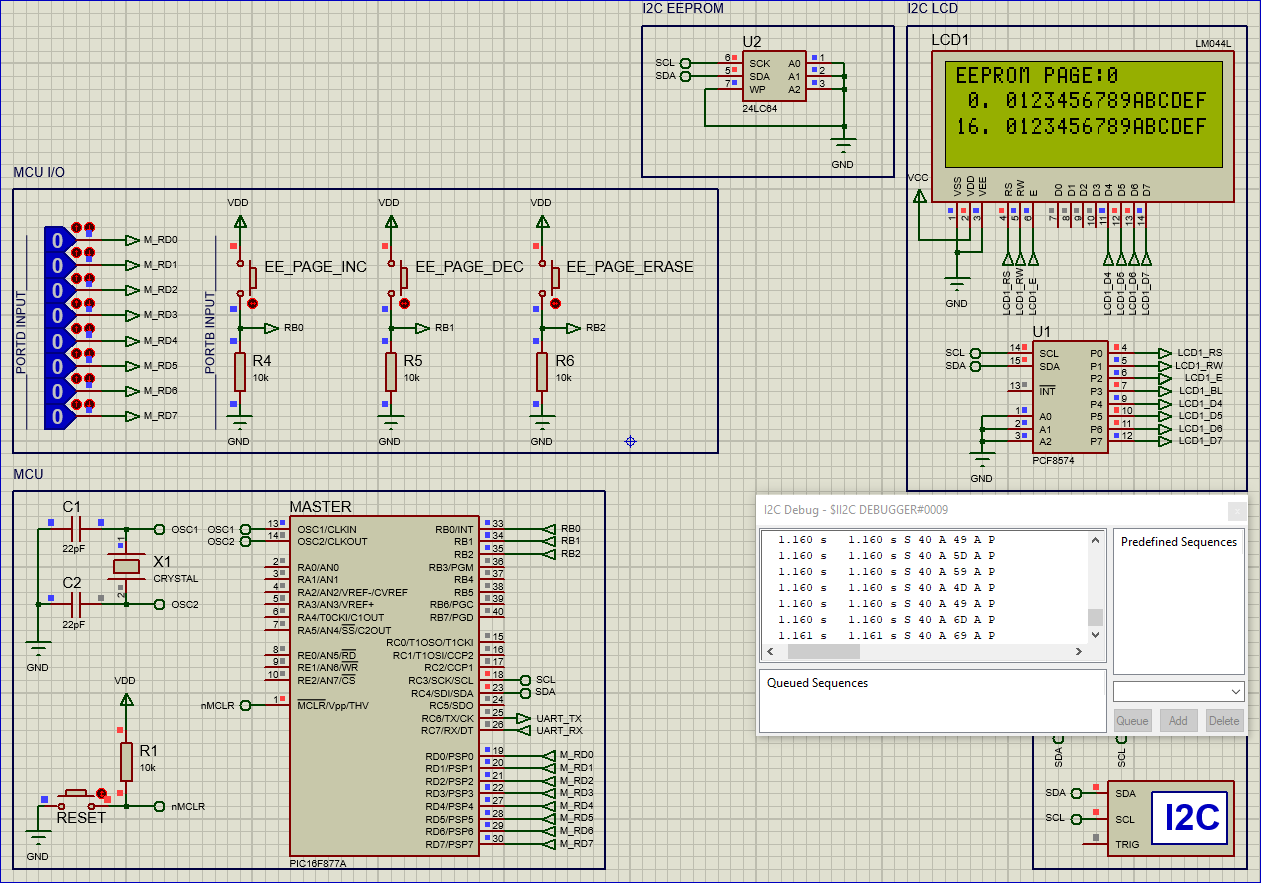 I2C EEPROM
U2
SCL
SDA
6 SCK A0 1
5 SDA A1 2
7 WP A2 3
24LC64
GND
I2C LCD
LCD1
LM044L
EEPROM PAGE:0
0. 0123456789ABCDEF
16. 0123456789ABCDEF
VCC
VSS VDD VEE RS RW E D0 D1 D2 D3 D4 D5 D6 D7
1 2 3 4 5 6 7 8 9 10 11 12 13 14
GND
LCD1_RS
LCD1_RW
LCD1_E
LCD1_D4
LCD1_D5
LCD1_D6
LCD1_D7
U1
SCL 14 SCL P0 4 LCD1_RS
SDA 15 SDA P1 5 LCD1_RW
P2 6 LCD1_E
13 INT P3 7 LCD1_BL
P4 9 LCD1_D4
1 A0 P5 10 LCD1_D5
2 A1 P6 11 LCD1_D6
3 A2 P7 12 LCD1_D7
PCF8574
GND
MCU I/O
PORTD INPUT
0 M_RD0
0 M_RD1
0 M_RD2
0 M_RD3
0 M_RD4
0 M_RD5
0 M_RD6
0 M_RD7
PORTB INPUT
VDD
EE_PAGE_INC
RB0
R4
10k
GND
VDD
EE_PAGE_DEC
RB1
R5
10k
GND
VDD
EE_PAGE_ERASE
RB2
R6
10k
GND
MCU
C1
22pF
C2
22pF
GND
1
2
X1
CRYSTAL
OSC1
OSC2
VDD
R1
10k
RESET
nMCLR
GND
MASTER
OSC1 13 OSC1/CLKIN
OSC2 14 OSC2/CLKOUT
2 RA0/AN0
3 RA1/AN1
4 RA2/AN2/VREF-/CVREF
5 RA3/AN3/VREF+
6 RA4/T0CKI/C1OUT
7 RA5/AN4/SS/C2OUT
8 RE0/AN5/RD
9 RE1/AN6/WR
10 RE2/AN7/CS
nMCLR 1 MCLR/Vpp/THV
RB0/INT 33 RB0
RB1 34 RB1
RB2 35 RB2
RB3/PGM 36
RB4 37
RB5 38
RB6/PGC 39
RB7/PGD 40
RC0/T1OSO/T1CKI 15
RC1/T1OSI/CCP2 16
RC2/CCP1 17
RC3/SCK/SCL 18 SCL
RC4/SDI/SDA 23 SDA
RC5/SDO 24
RC6/TX/CK 25 UART_TX
RC7/RX/DT 26 UART_RX
RD0/PSP0 19 M_RD0
RD1/PSP1 20 M_RD1
RD2/PSP2 21 M_RD2
RD3/PSP3 22 M_RD3
RD4/PSP4 27 M_RD4
RD5/PSP5 28 M_RD5
RD6/PSP6 29 M_RD6
RD7/PSP7 30 M_RD7
PIC16F877A
I2C Debug - $II2C DEBUGGER#0009
1.160 s 1.160 s S 40 A 49 A P
1.160 s 1.160 s S 40 A 5D A P
1.160 s 1.160 s S 40 A 59 A P
1.160 s 1.160 s S 40 A 4D A P
1.160 s 1.160 s S 40 A 49 A P
1.160 s 1.160 s S 40 A 6D A P
1.161 s 1.161 s S 40 A 69 A P
Predefined Sequences
Queued Sequences
Queue
Add
Delete
SDA
SCL
SDA SDA
SCL SCL
TRIG
I2C